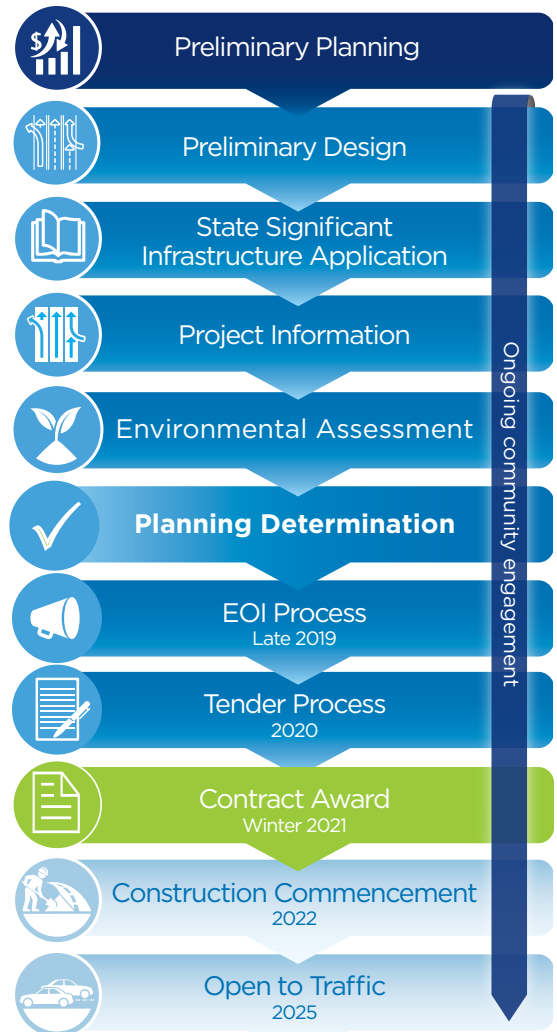 $
Preliminary Planning
Preliminary Design
State Significant
Infrastructure Application
Project Information
Environmental Assessment
Planning Determination
EOI Process
Late 2019
Tender Process
2020
Contract Award
Winter 2021
Construction Commencement
2022
Open to Traffic
2025
Ongoing community engagement